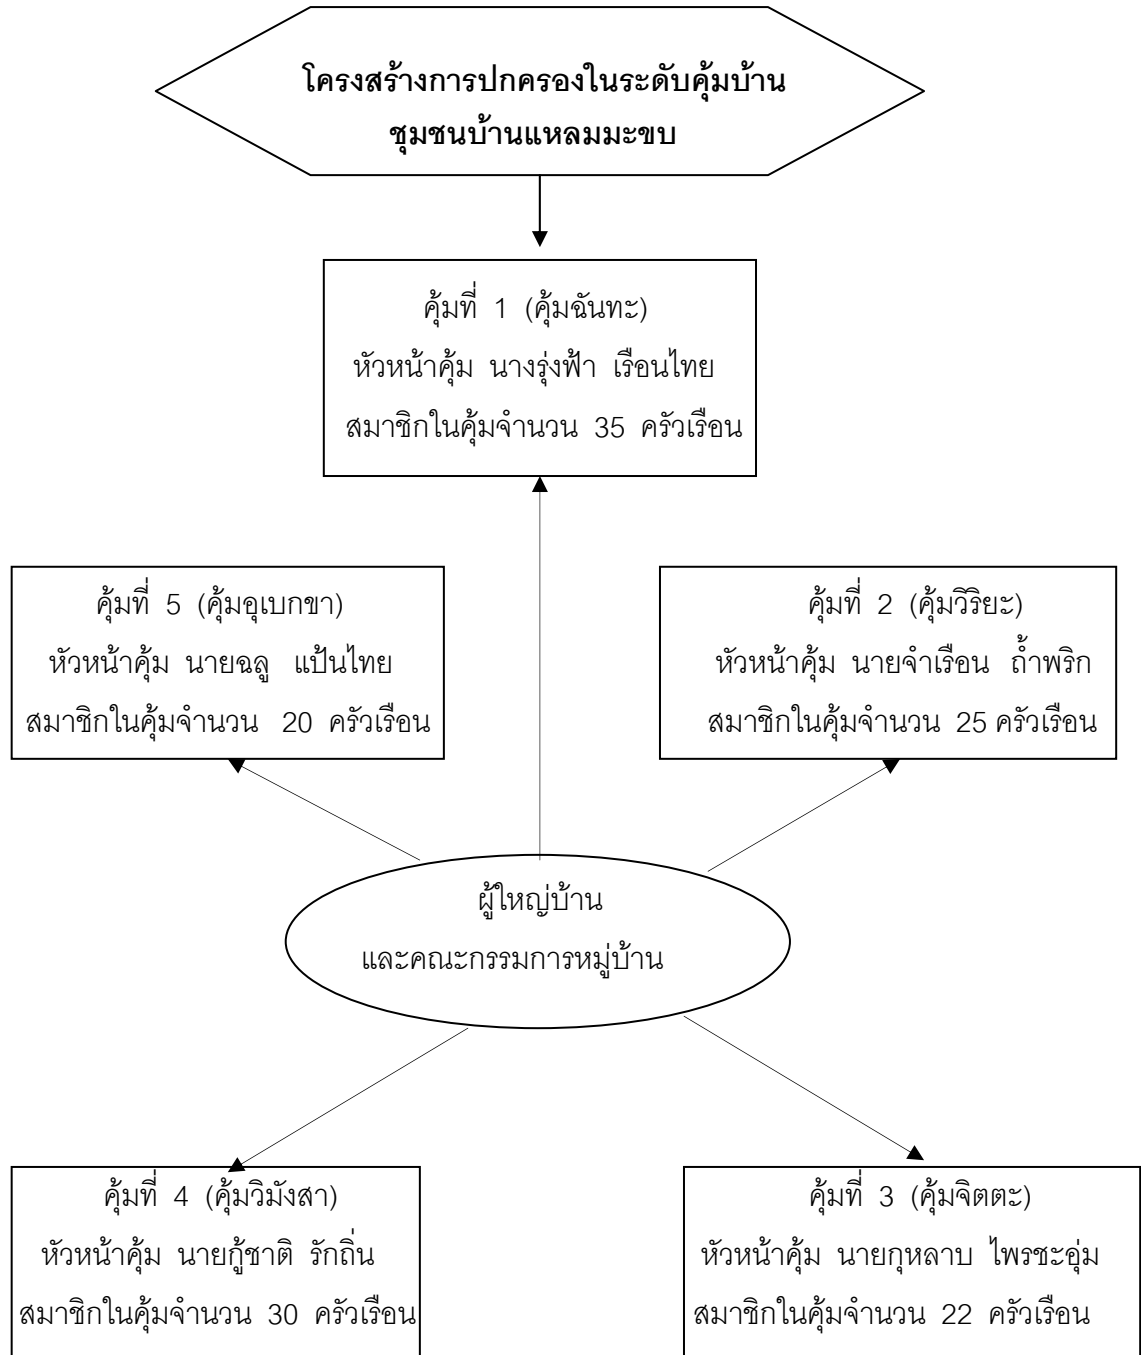 โครงสร้างการปกครองในระดับคุ้มบ้าน
ชุมชนบ้านแหลมมะขบ
คุ้มที่ 1 (คุ้มฉันทะ)
หัวหน้าคุ้ม นางรุ่งฟ้า เรือนไทย
สมาชิกในคุ้มจำนวน 35 ครัวเรือน
คุ้มที่ 5 (คุ้มอุเบกขา)
หัวหน้าคุ้ม นายฉลู แป้นไทย
สมาชิกในคุ้มจำนวน 20 ครัวเรือน
คุ้มที่ 2 (คุ้มวิริยะ)
หัวหน้าคุ้ม นายจำเรือน ถ้ำพริก
สมาชิกในคุ้มจำนวน 25 ครัวเรือน
ผู้ใหญ่บ้าน
และคณะกรรมการหมู่บ้าน
คุ้มที่ 4 (คุ้มวิมังสา)
หัวหน้าคุ้ม นายกู้ชาติ รักถิ่น
สมาชิกในคุ้มจำนวน 30 ครัวเรือน
คุ้มที่ 3 (คุ้มจิตตะ)
หัวหน้าคุ้ม นายกุหลาบ ไพรชะอุ่ม
สมาชิกในคุ้มจำนวน 22 ครัวเรือน